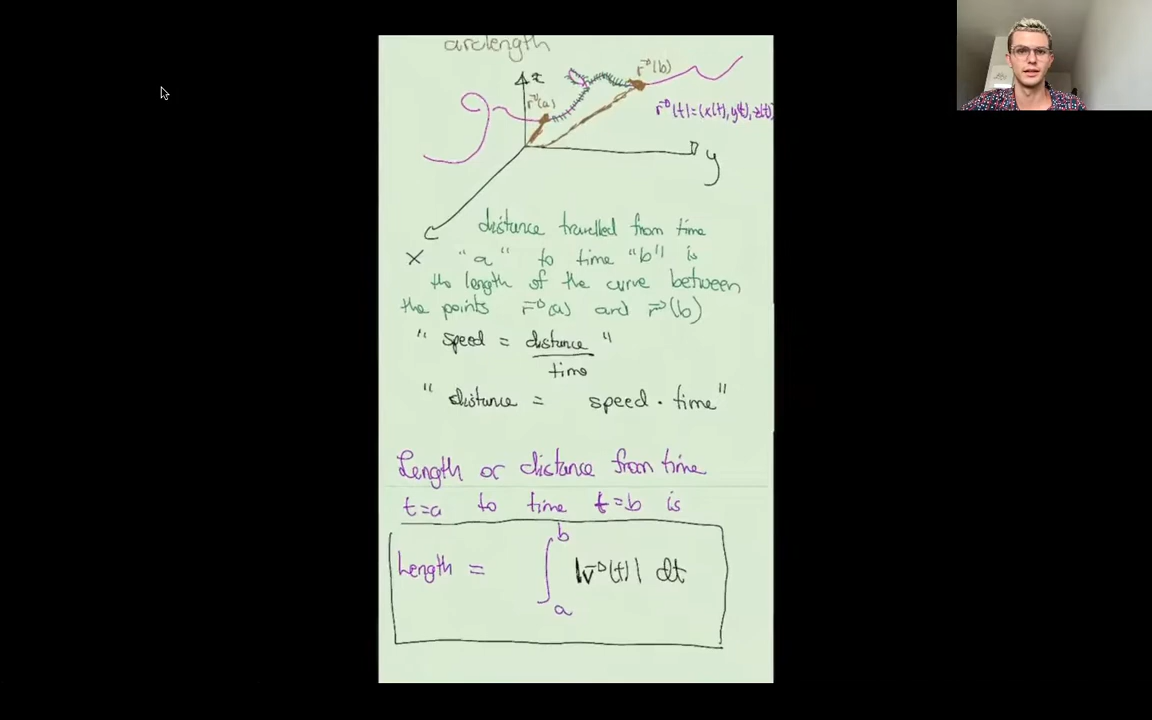 arclength
z
r⃗(b)
r⃗(a)
r⃗(t)=(x(t),y(t),z(t)
y
distance travelled from time
x "a" to time "b" is
the length of the curve between
the points r⃗(a) and r⃗(b)
" speed = distance "
time
" distance = speed · time"
Length or distance from time
t=a to time t=b is
Length = ∫ₐᵇ |v⃗(t)| dt